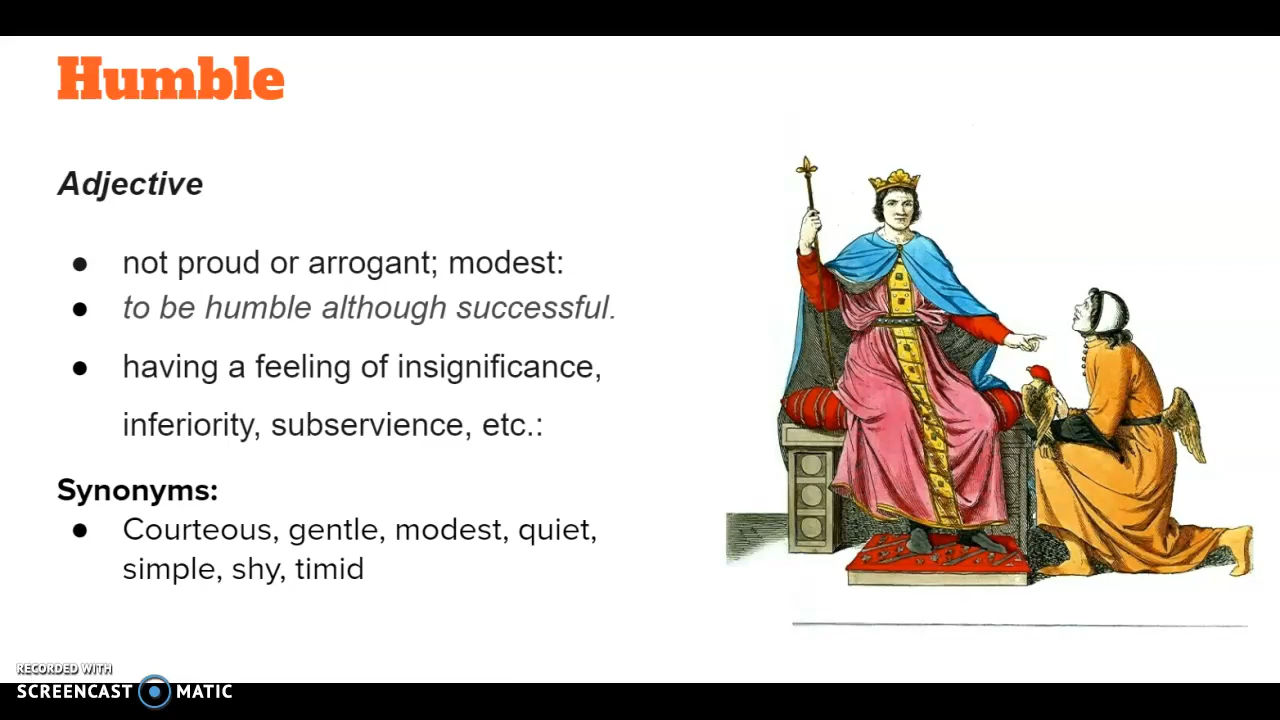 Humble
Adjective
● not proud or arrogant; modest:
● to be humble although successful.
● having a feeling of insignificance,
inferiority, subservience, etc.:
Synonyms:
● Courteous, gentle, modest, quiet,
simple, shy, timid
RECORDED WITH
SCREENCAST MATIC